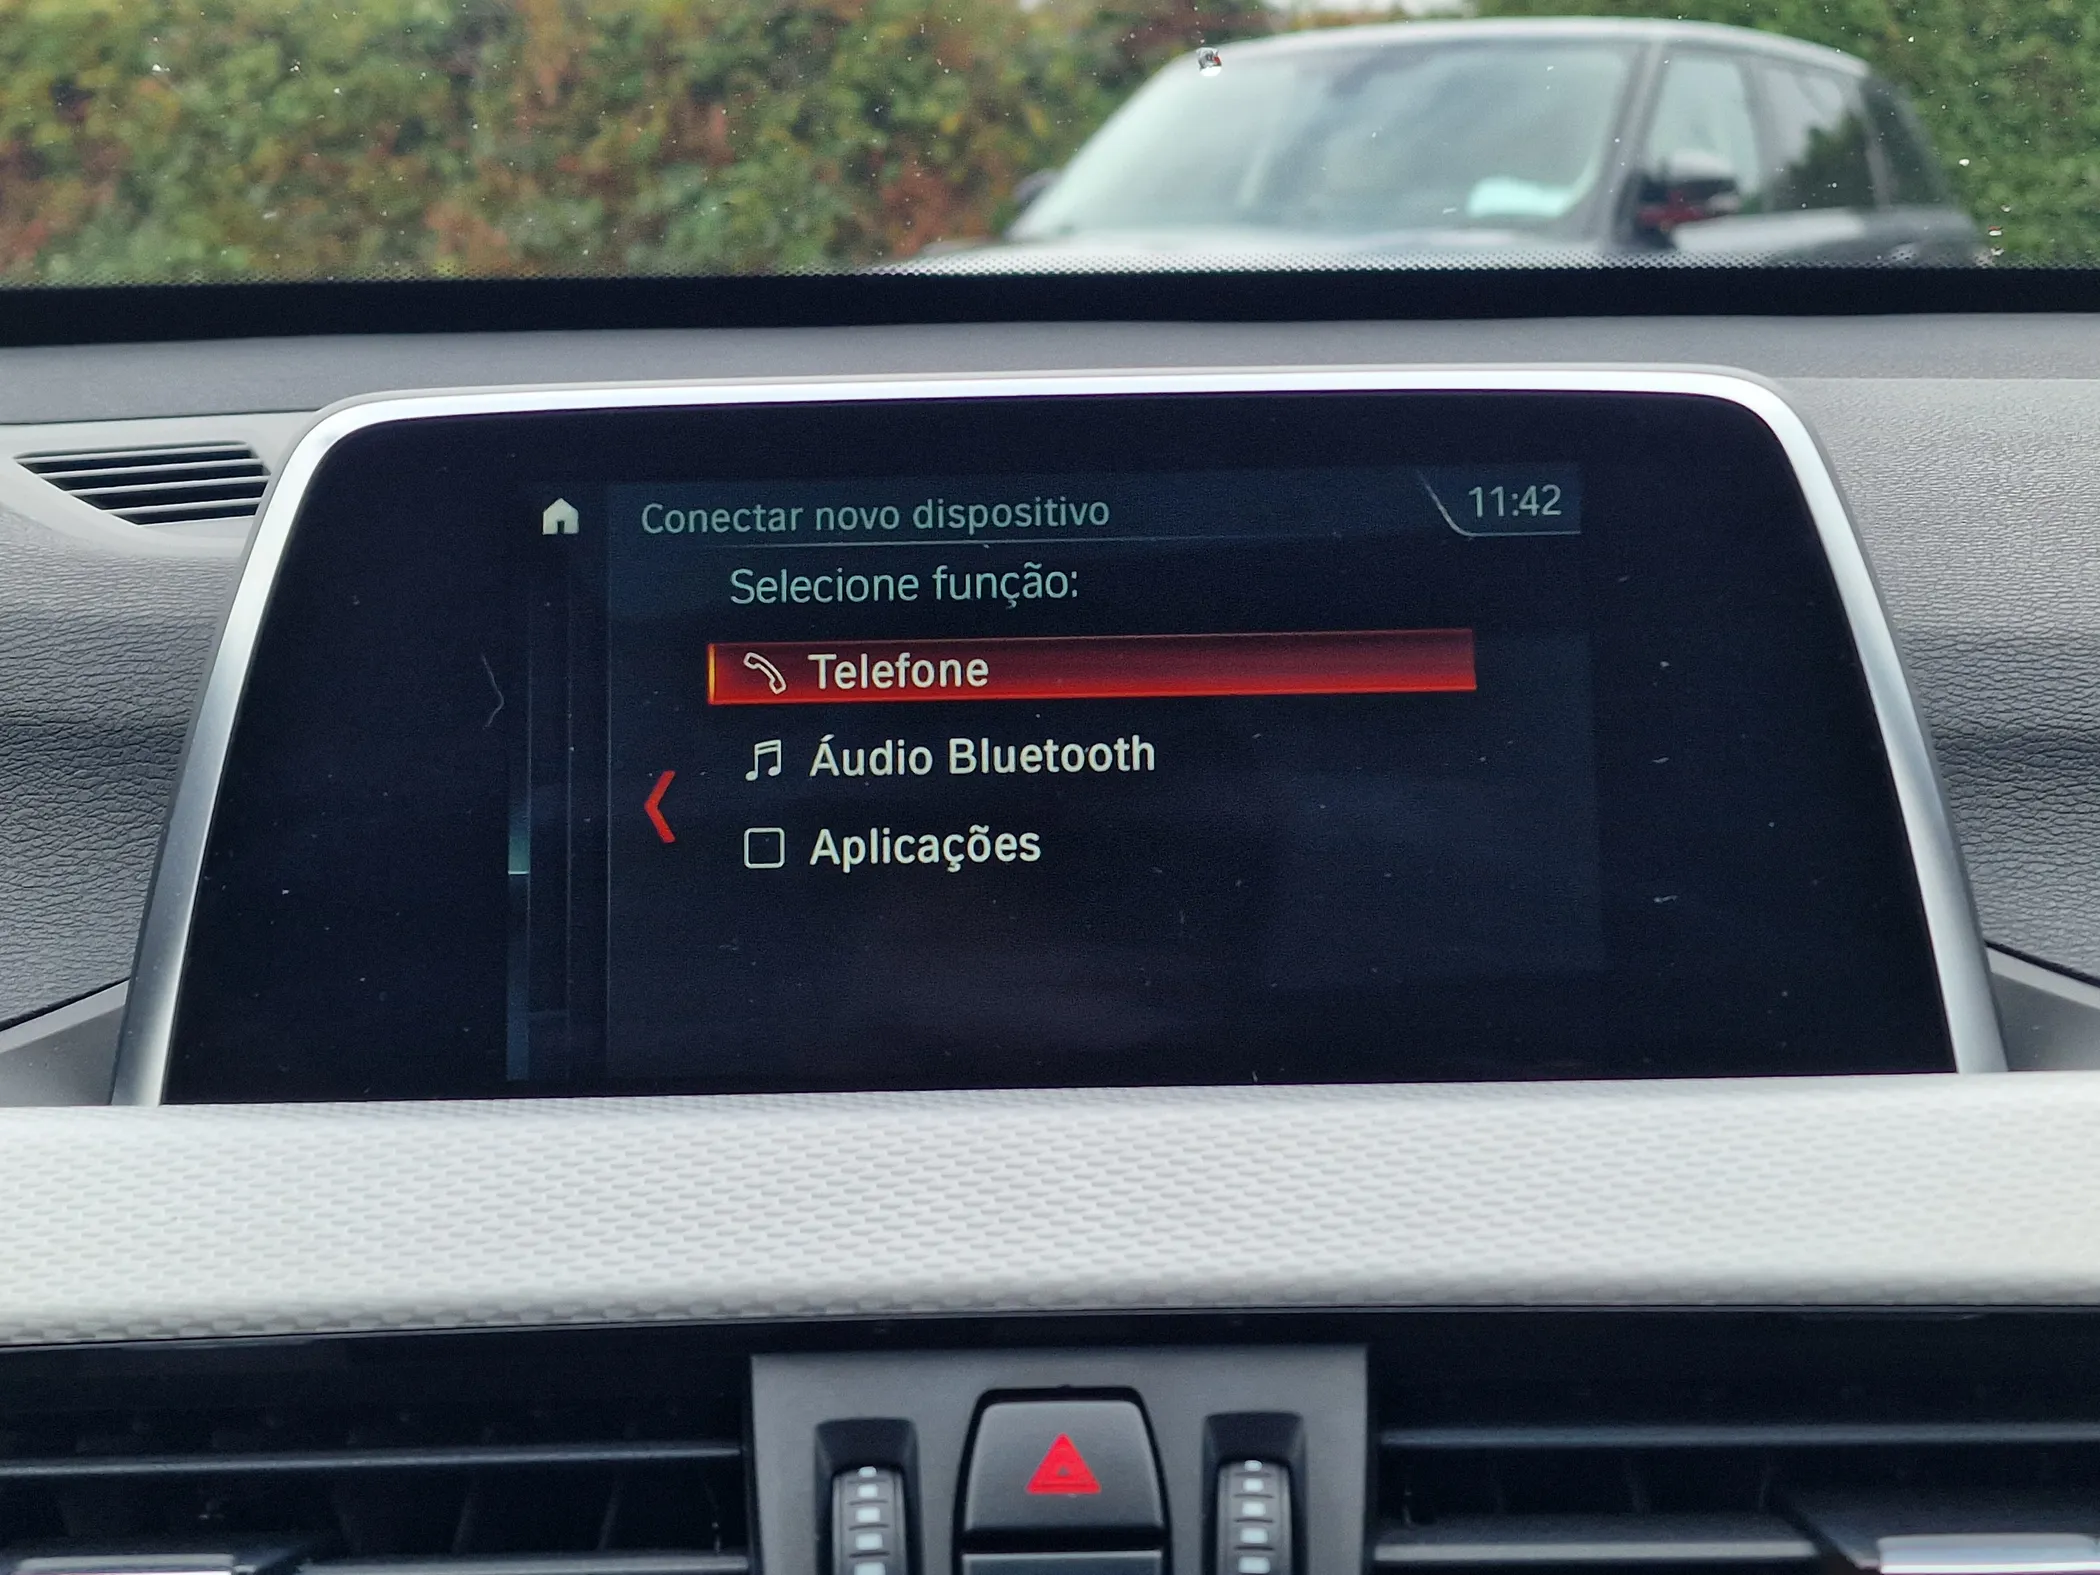 Conectar novo dispositivo
11:42
Selecione função:
Telefone
Áudio Bluetooth
Aplicações